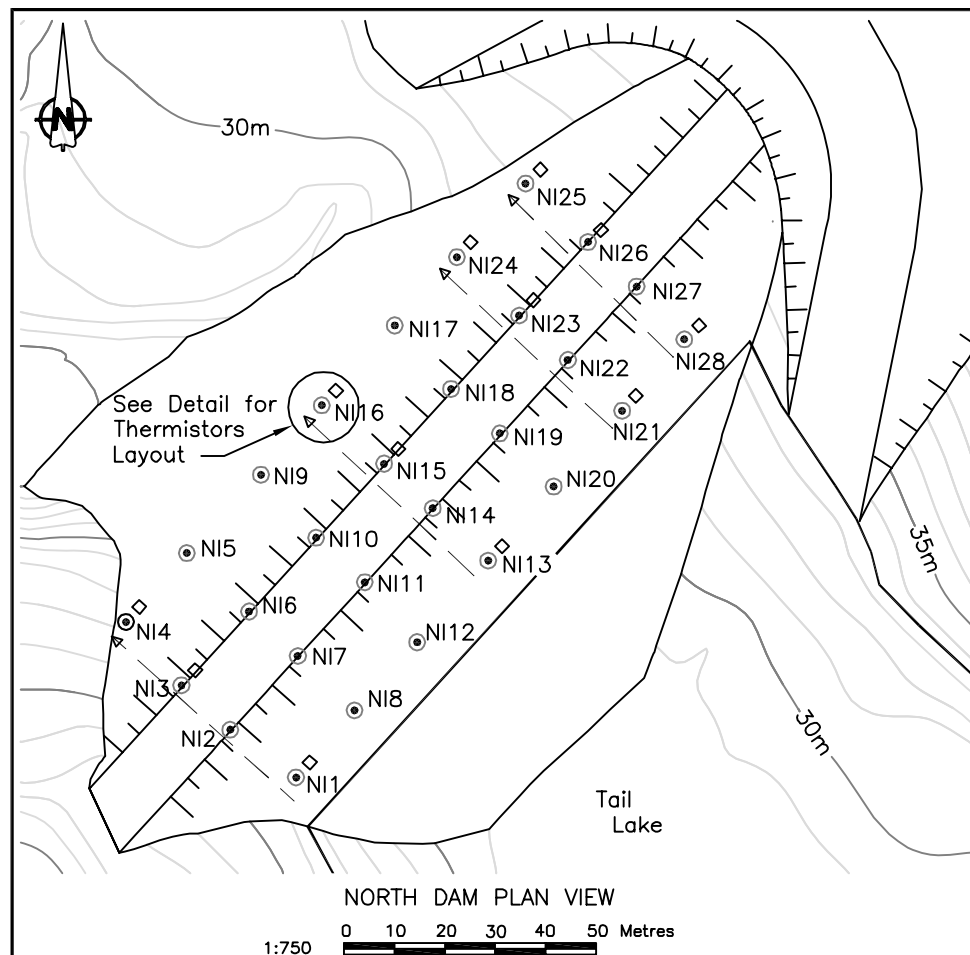 N
30m
NI25
NI26
NI24
NI27
NI23
NI17
NI28
NI22
See Detail for
Thermistors
Layout
NI16
NI18
NI21
NI19
NI15
NI9
NI20
NI14
NI10
NI5
NI13
35m
NI11
NI6
NI4
NI12
NI7
NI3
NI8
NI2
30m
NI1
Tail
Lake
NORTH DAM PLAN VIEW
1:750
0 10 20 30 40 50 Metres